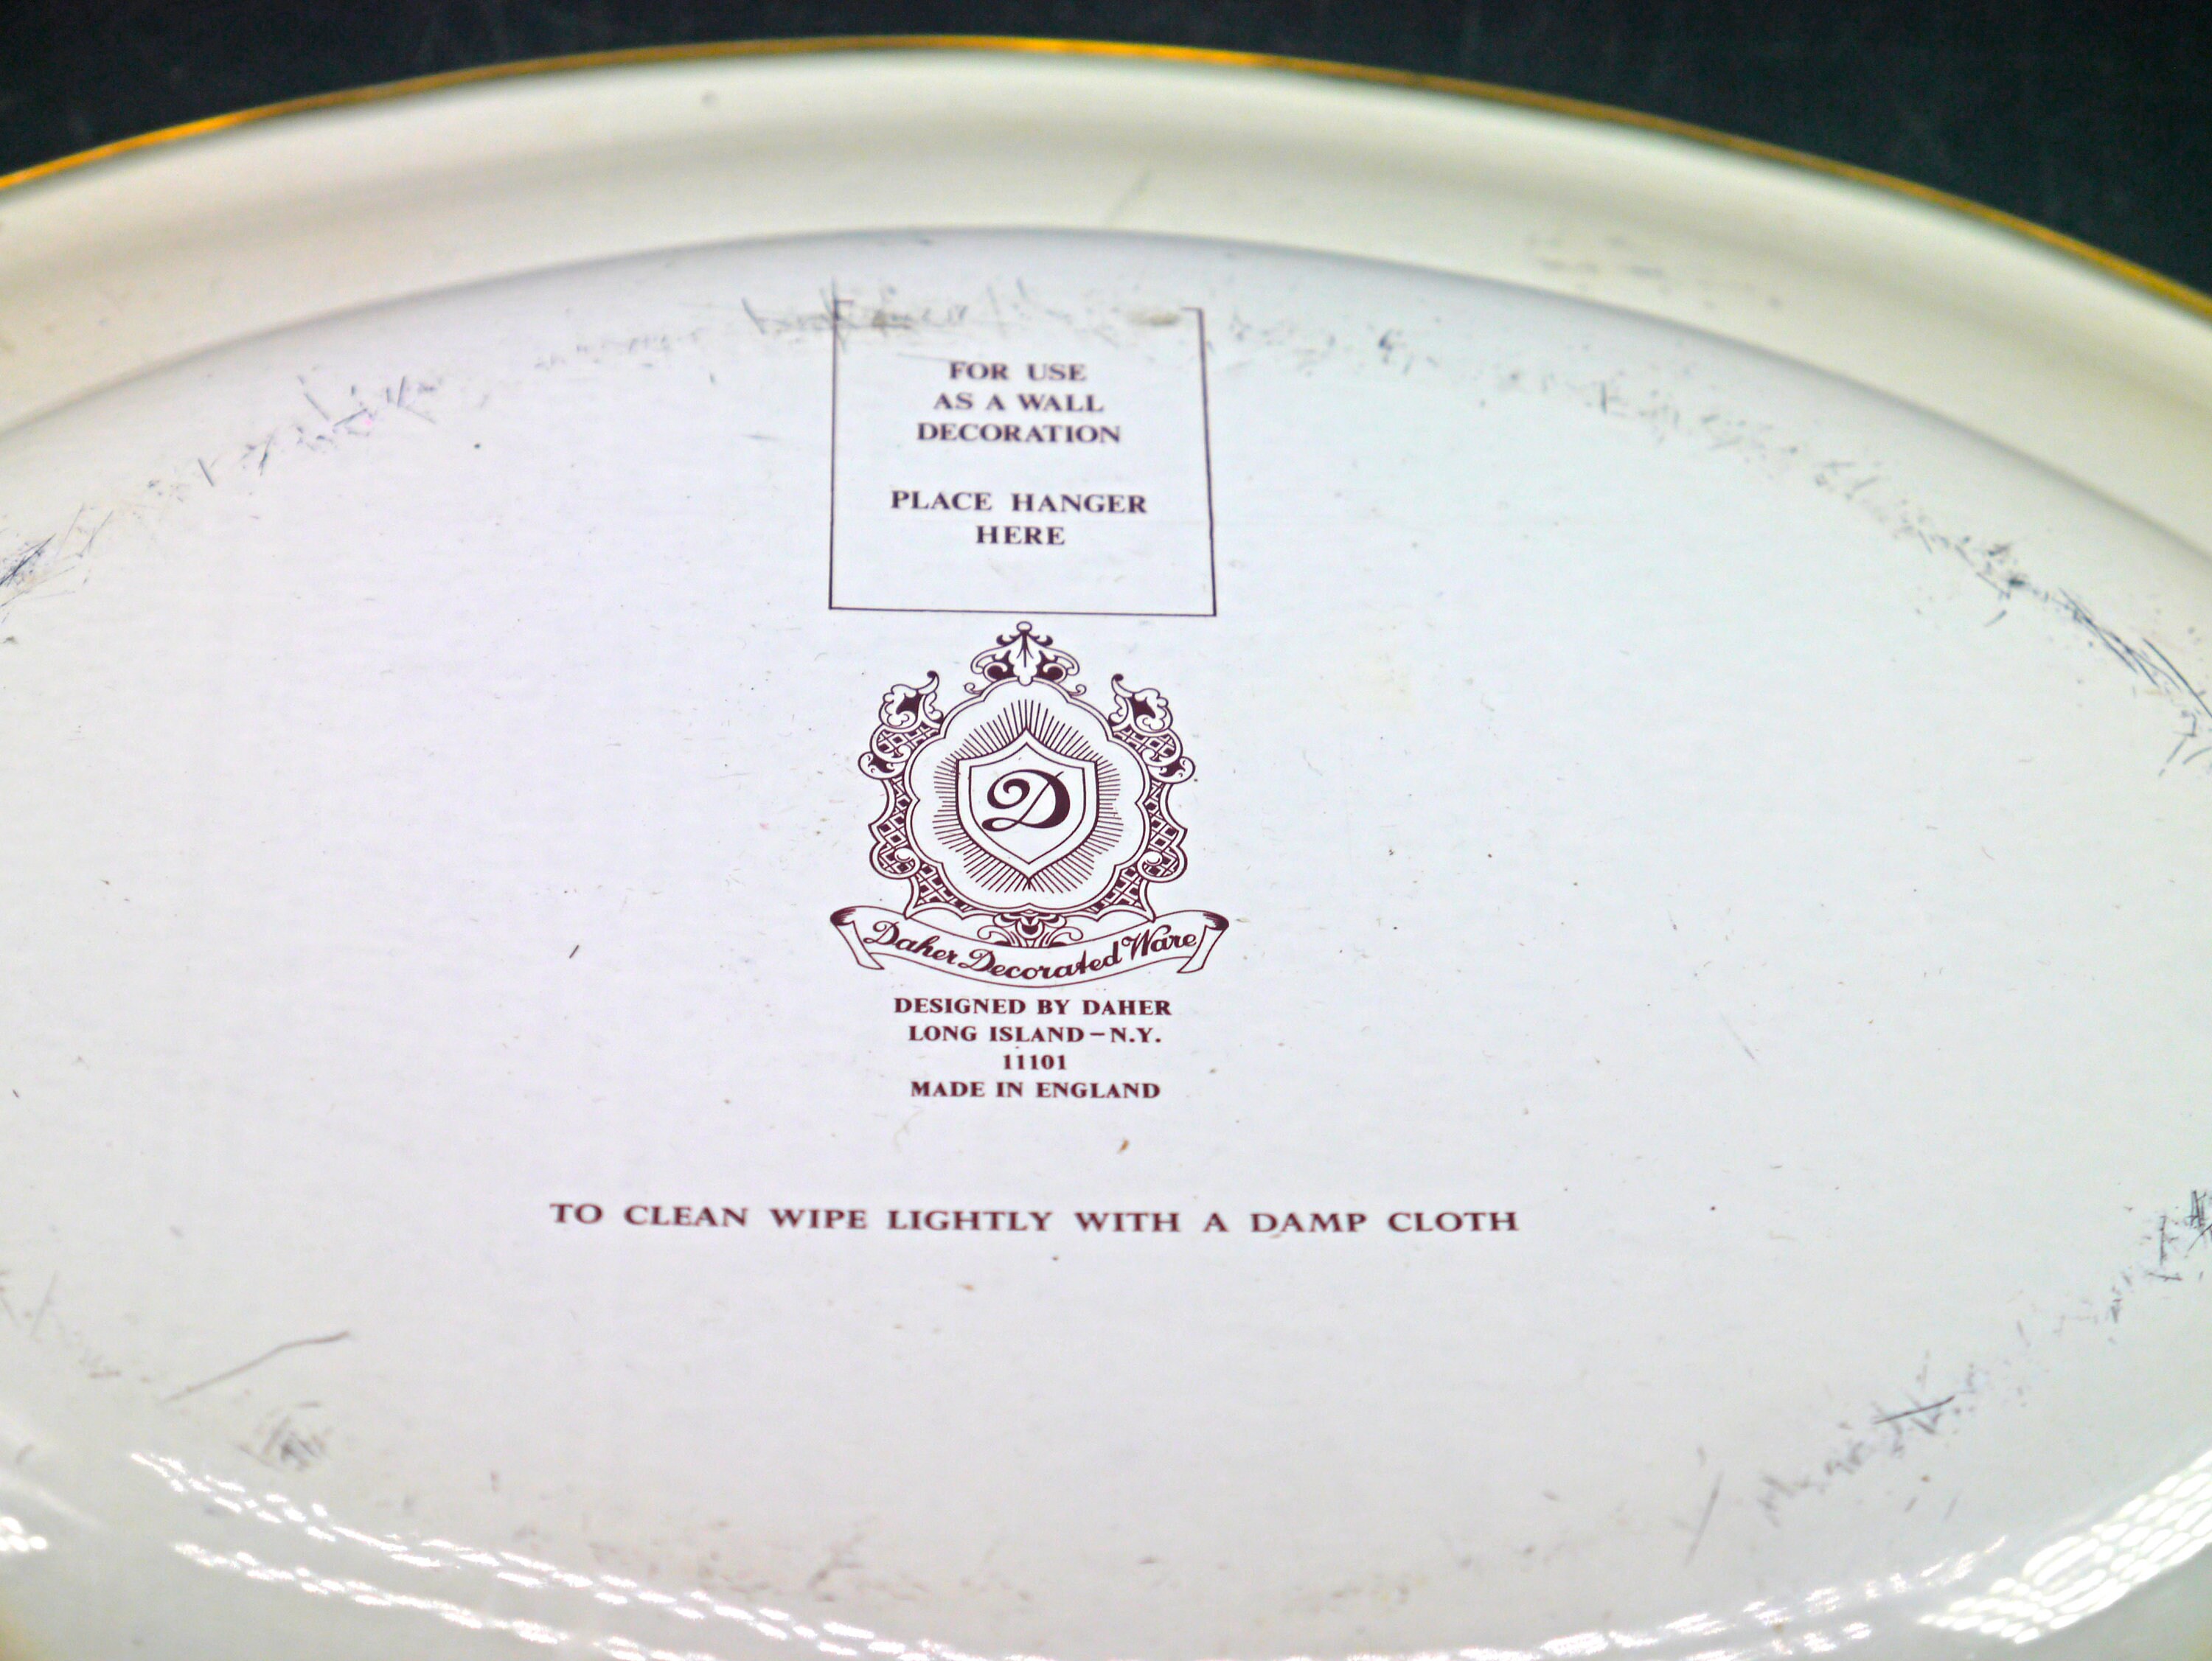 FOR USE
AS A WALL
DECORATION
PLACE HANGER
HERE
D
Daher Decorated Ware
DESIGNED BY DAHER
LONG ISLAND – N.Y.
11101
MADE IN ENGLAND
TO CLEAN WIPE LIGHTLY WITH A DAMP CLOTH